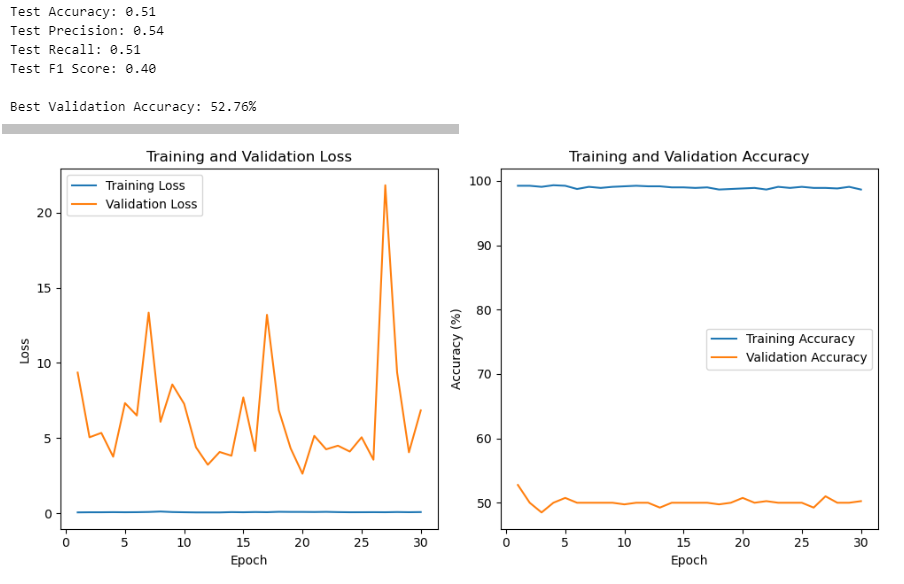 Test Accuracy: 0.51
Test Precision: 0.54
Test Recall: 0.51
Test F1 Score: 0.40
Best Validation Accuracy: 52.76%
Training and Validation Loss
Training Loss
Validation Loss
20
15
10
5
0
Loss
0 5 10 15 20 25 30
Epoch
Training and Validation Accuracy
100
90
80
70
60
50
Accuracy (%)
Training Accuracy
Validation Accuracy
0 5 10 15 20 25 30
Epoch